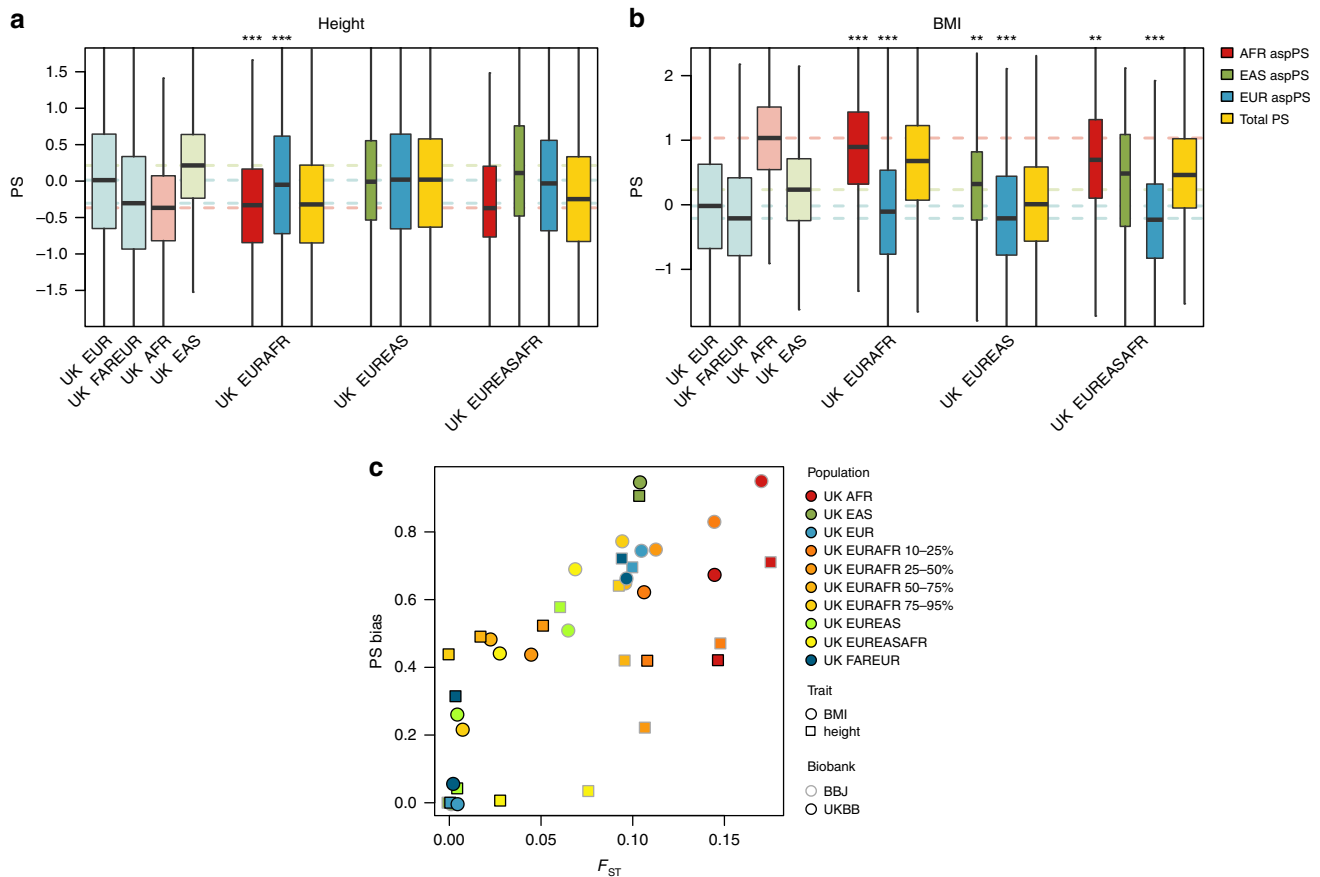 a
Height
*** ***
PS
1.5
1.0
0.5
0.0
−0.5
−1.0
−1.5
UK EUR
UK FAREUR
UK AFR
UK EAS
UK EURAFR
UK EUREAS
UK EUREASAFR
b
BMI
*** *** ** *** ** ***
PS
2
1
0
−1
UK EUR
UK FAREUR
UK AFR
UK EAS
UK EURAFR
UK EUREAS
UK EUREASAFR
AFR aspPS
EAS aspPS
EUR aspPS
Total PS
c
PS bias
0.8
0.6
0.4
0.2
0.0
0.00 0.05 0.10 0.15
FST
Population
UK AFR
UK EAS
UK EUR
UK EURAFR 10–25%
UK EURAFR 25–50%
UK EURAFR 50–75%
UK EURAFR 75–95%
UK EUREAS
UK EUREASAFR
UK FAREUR
Trait
BMI
height
Biobank
BBJ
UKBB